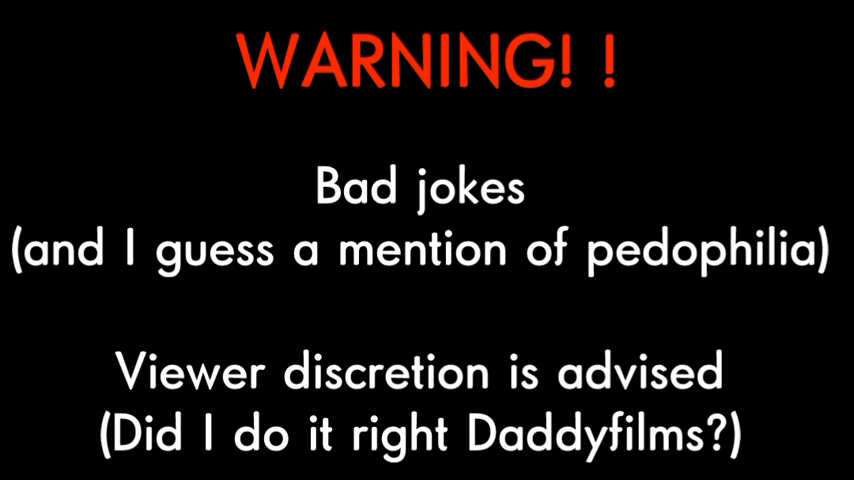 WARNING! !
Bad jokes
(and I guess a mention of pedophilia)
Viewer discretion is advised
(Did I do it right Daddyfilms?)